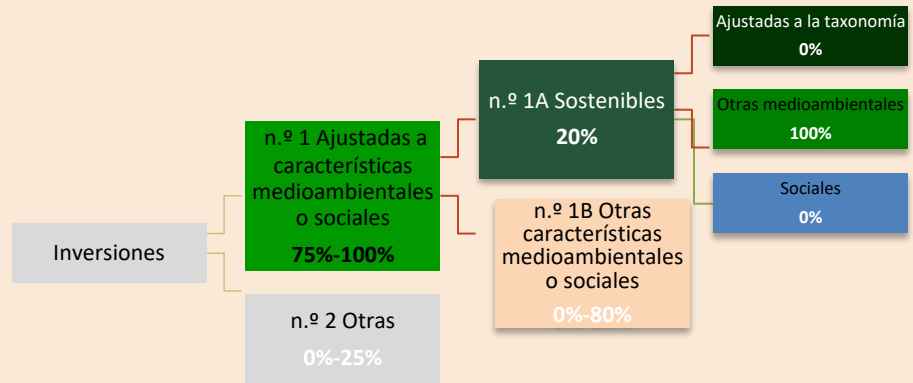 Inversiones
n.º 1 Ajustadas a
características
medioambientales
o sociales
75%-100%
n.º 2 Otras
0%-25%
n.º 1A Sostenibles
20%
n.º 1B Otras
características
medioambientales
o sociales
0%-80%
Ajustadas a la taxonomía
0%
Otras medioambientales
100%
Sociales
0%